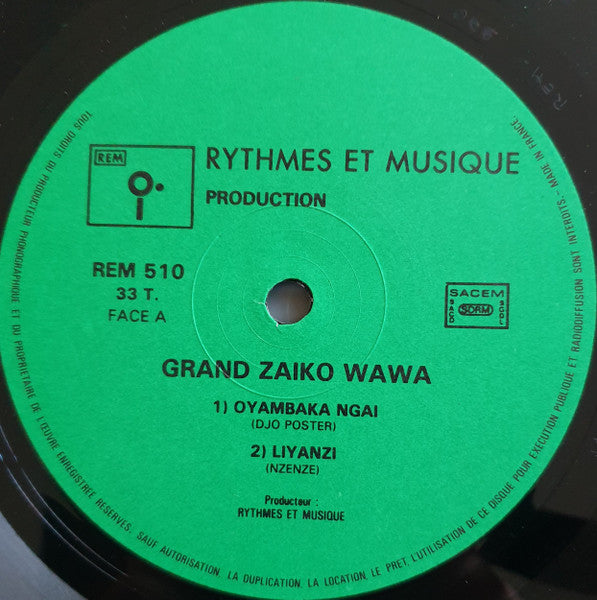 REM
RYTHMES ET MUSIQUE
PRODUCTION
REM 510
33 T.
FACE A
SACEM
SACD
SDRM
SGDL
GRAND ZAIKO WAWA
1) OYAMBAKA NGAI
(DJO POSTER)
2) LIYANZI
(NZENZE)
Producteur :
RYTHMES ET MUSIQUE
TOUS DROITS DU PRODUCTEUR PHONOGRAPHIQUE ET DU PROPRIETAIRE DE L'ŒUVRE ENREGISTREE RESERVES. SAUF AUTORISATION. LA DUPLICATION. LA LOCATION. LE PRET. L'UTILISATION DE CE DISQUE POUR EXECUTION PUBLIQUE ET RADIODIFFUSION SONT INTERDITS. - MADE IN FRANCE